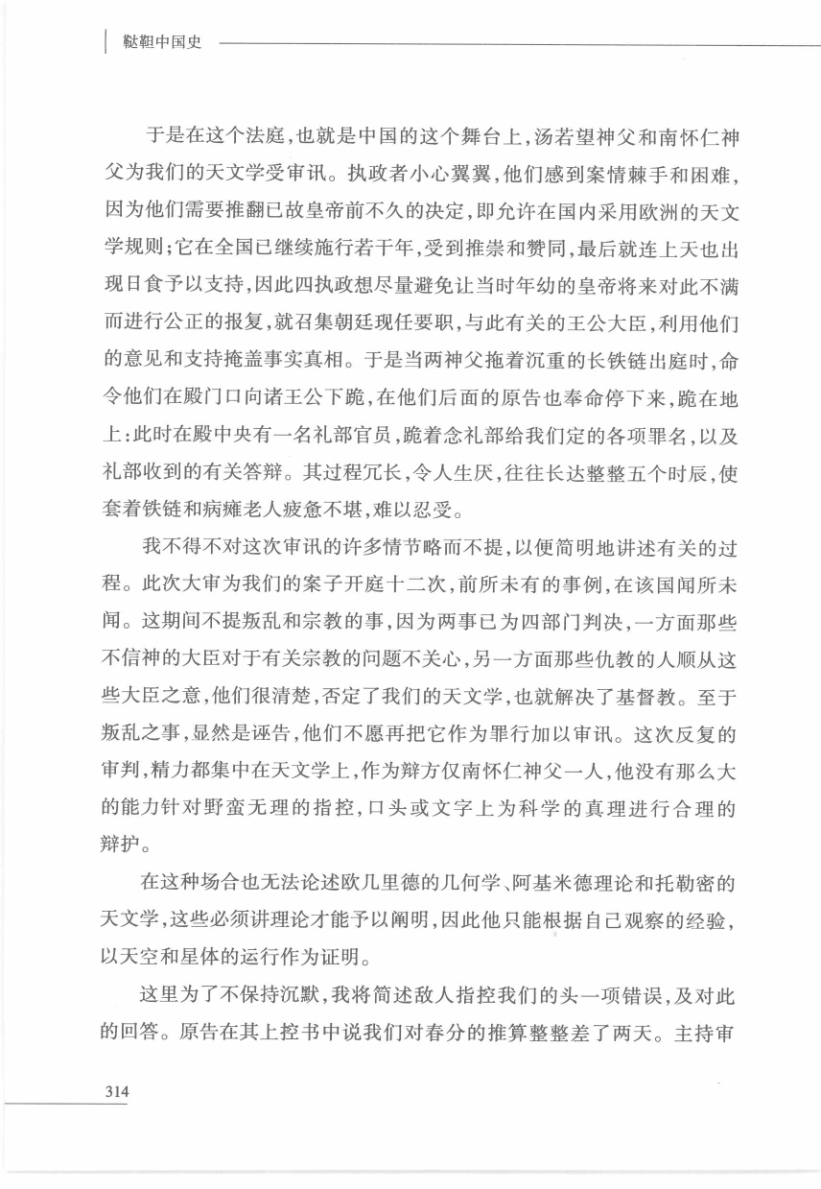 鞑靼中国史
于是在这个法庭,也就是中国的这个舞台上,汤若望神父和南怀仁神
父为我们的天文学受审讯。执政者小心翼翼,他们感到案情棘手和困难,
因为他们需要推翻已故皇帝前不久的决定,即允许在国内采用欧洲的天文
学规则;它在全国已继续施行若干年,受到推崇和赞同,最后就连上天也出
现日食予以支持,因此四执政想尽量避免让当时年幼的皇帝将来对此不满
而进行公正的报复,就召集朝廷现任要职,与此有关的王公大臣,利用他们
的意见和支持掩盖事实真相。于是当两神父拖着沉重的长铁链出庭时,命
令他们在殿门口向诸王公下跪,在他们后面的原告也奉命停下来,跪在地
上:此时在殿中央有一名礼部官员,跪着念礼部给我们定的各项罪名,以及
礼部收到的有关答辩。其过程冗长,令人生厌,往往长达整整五个时辰,使
套着铁链和病瘫老人疲惫不堪,难以忍受。
我不得不对这次审讯的许多情节略而不提,以便简明地讲述有关的过
程。此次大审为我们的案子开庭十二次,前所未有的事例,在该国闻所未
闻。这期间不提叛乱和宗教的事,因为两事已为四部门判决,一方面那些
不信神的大臣对于有关宗教的问题不关心,另一方面那些仇教的人顺从这
些大臣之意,他们很清楚,否定了我们的天文学,也就解决了基督教。至于
叛乱之事,显然是诬告,他们不愿再把它作为罪行加以审讯。这次反复的
审判,精力都集中在天文学上,作为辩方仅南怀仁神父一人,他没有那么大
的能力针对野蛮无理的指控,口头或文字上为科学的真理进行合理的
辩护。
在这种场合也无法论述欧几里德的几何学、阿基米德理论和托勒密的
天文学,这些必须讲理论才能予以阐明,因此他只能根据自己观察的经验,
以天空和星体的运行作为证明。
这里为了不保持沉默,我将简述敌人指控我们的头一项错误,及对此
的回答。原告在其上控书中说我们对春分的推算整整差了两天。主持审
314